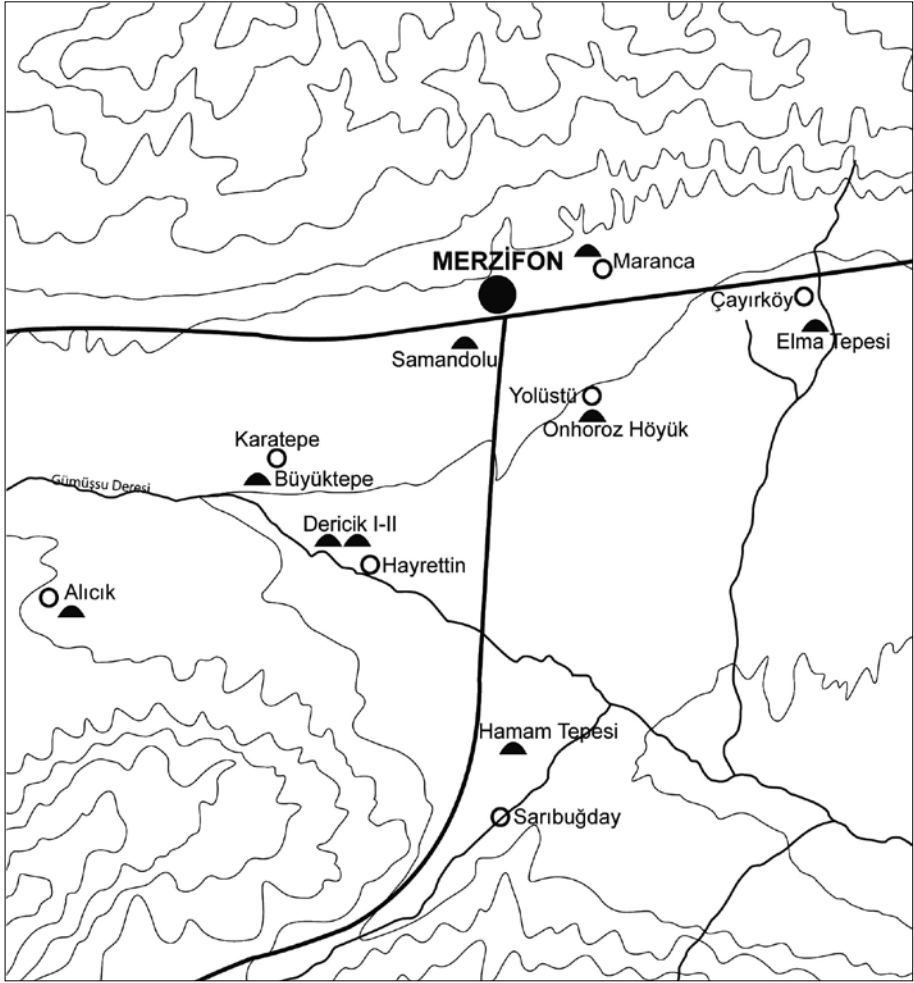 MERZİFON
Maranca
Çayırköy
Elma Tepesi
Samandolu
Yolüstü
Onhoroz Höyük
Karatepe
Büyüktepe
Gümüşsu Deresi
Dericik I-II
Hayrettin
Alıcık
Hamam Tepesi
Sarıbuğday